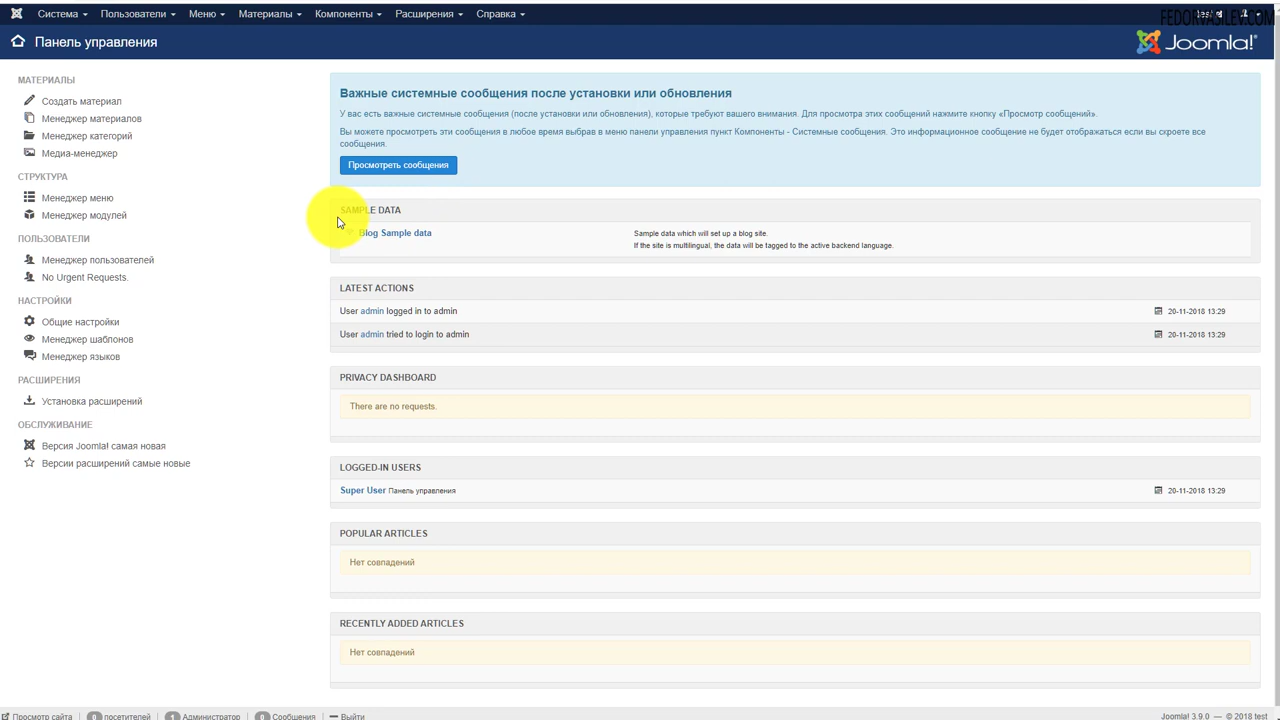 Система Пользователи Меню Материалы Компоненты Расширения Справка
FEDORVASILEV.COM
Панель управления
Joomla!
МАТЕРИАЛЫ
Создать материал
Менеджер материалов
Менеджер категорий
Медиа-менеджер
СТРУКТУРА
Менеджер меню
Менеджер модулей
ПОЛЬЗОВАТЕЛИ
Менеджер пользователей
No Urgent Requests.
НАСТРОЙКИ
Общие настройки
Менеджер шаблонов
Менеджер языков
РАСШИРЕНИЯ
Установка расширений
ОБСЛУЖИВАНИЕ
Версия Joomla! самая новая
Версии расширений самые новые
Важные системные сообщения после установки или обновления
У вас есть важные системные сообщения (после установки или обновления), которые требуют вашего внимания. Для просмотра этих сообщений нажмите кнопку «Просмотр сообщений».
Вы можете просмотреть эти сообщения в любое время выбрав в меню панели управления пункт Компоненты - Системные сообщения. Это информационное сообщение не будет отображаться если вы скроете все
сообщения.
Просмотреть сообщения
SAMPLE DATA
Blog Sample data
Sample data which will set up a blog site.
If the site is multilingual, the data will be tagged to the active backend language.
LATEST ACTIONS
User admin logged in to admin 20-11-2018 13:29
User admin tried to login to admin 20-11-2018 13:29
PRIVACY DASHBOARD
There are no requests.
LOGGED-IN USERS
Super User Панель управления 20-11-2018 13:29
POPULAR ARTICLES
Нет совпадений
RECENTLY ADDED ARTICLES
Нет совпадений
Просмотр сайта 0 посетителей 1 Администратор 0 Сообщения Выйти Joomla! 3.9.0 — © 2018 test